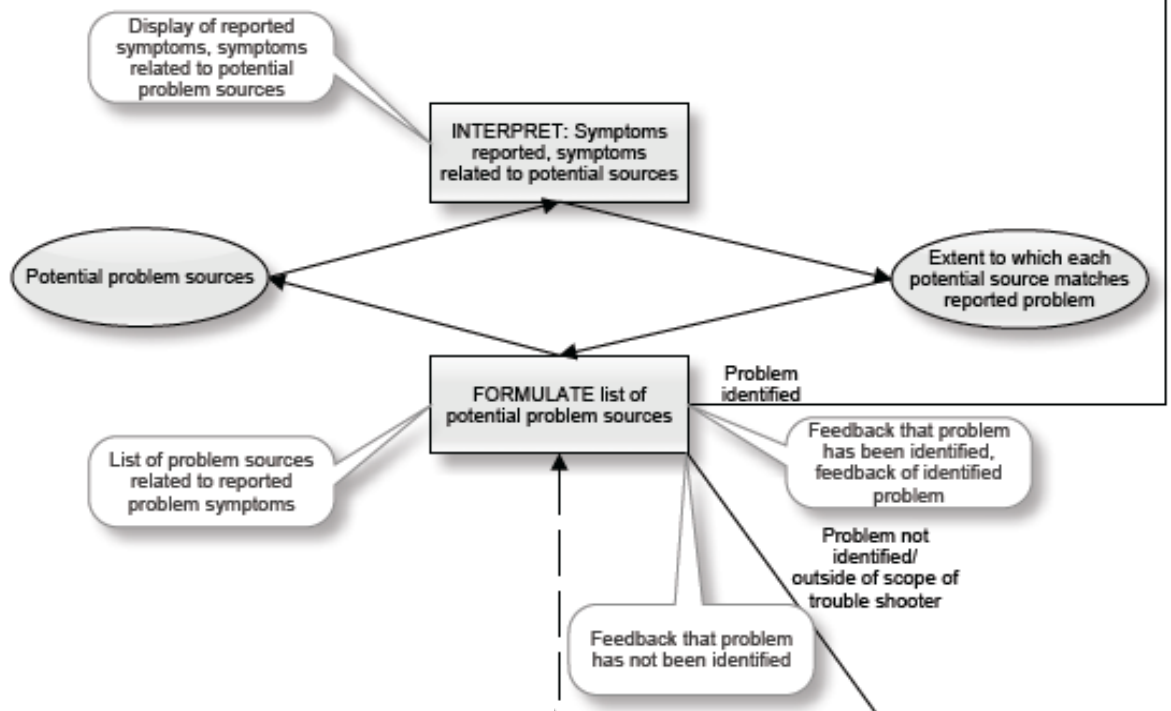 Display of reported
symptoms, symptoms
related to potential
problem sources
INTERPRET: Symptoms
reported, symptoms
related to potential sources
Potential problem sources
Extent to which each
potential source matches
reported problem
FORMULATE list of
potential problem sources
Problem
identified
List of problem sources
related to reported
problem symptoms
Feedback that problem
has been identified,
feedback of identified
problem
Problem not
identified/
outside of scope of
trouble shooter
Feedback that problem
has not been identified